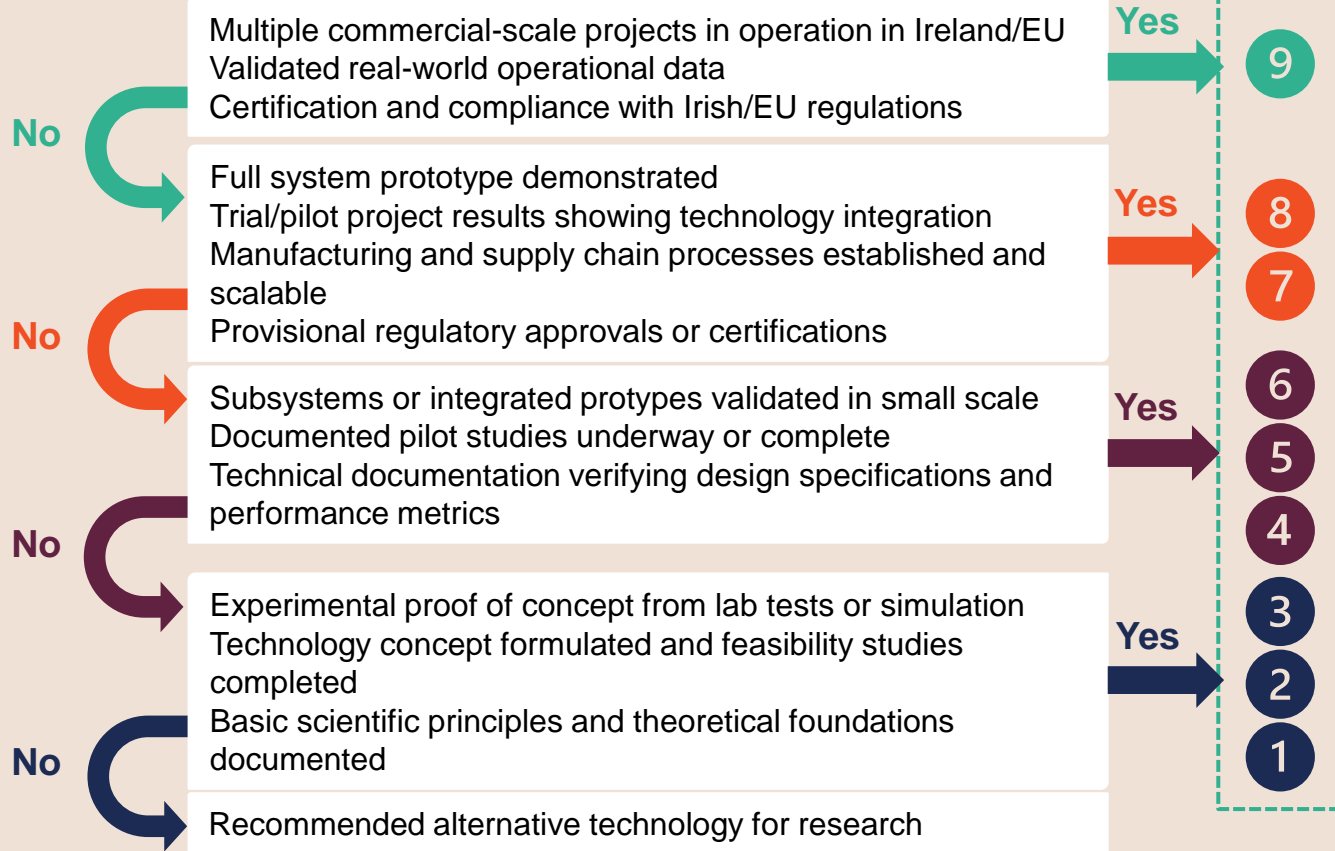 Multiple commercial-scale projects in operation in Ireland/EU
Validated real-world operational data
Certification and compliance with Irish/EU regulations
Yes
9
No
Full system prototype demonstrated
Trial/pilot project results showing technology integration
Manufacturing and supply chain processes established and
scalable
Provisional regulatory approvals or certifications
Yes
8
7
No
Subsystems or integrated protypes validated in small scale
Documented pilot studies underway or complete
Technical documentation verifying design specifications and
performance metrics
Yes
6
5
4
No
Experimental proof of concept from lab tests or simulation
Technology concept formulated and feasibility studies
completed
Basic scientific principles and theoretical foundations
documented
Yes
3
2
1
No
Recommended alternative technology for research